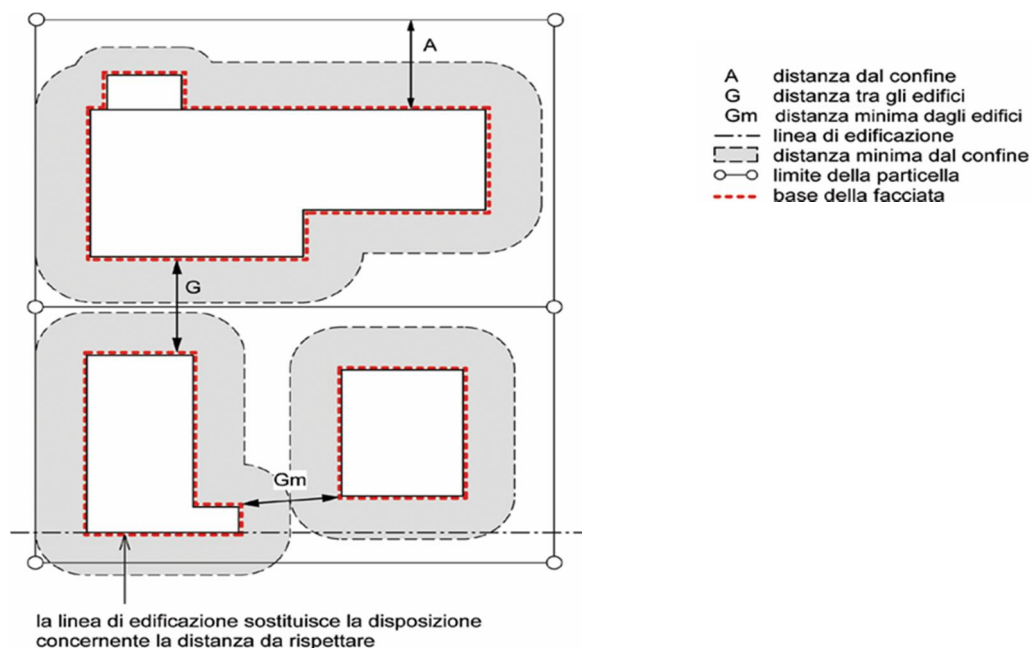 A
A distanza dal confine
G distanza tra gli edifici
Gm distanza minima dagli edifici
linea di edificazione
distanza minima dal confine
limite della particella
base della facciata
G
Gm
la linea di edificazione sostituisce la disposizione
concernente la distanza da rispettare